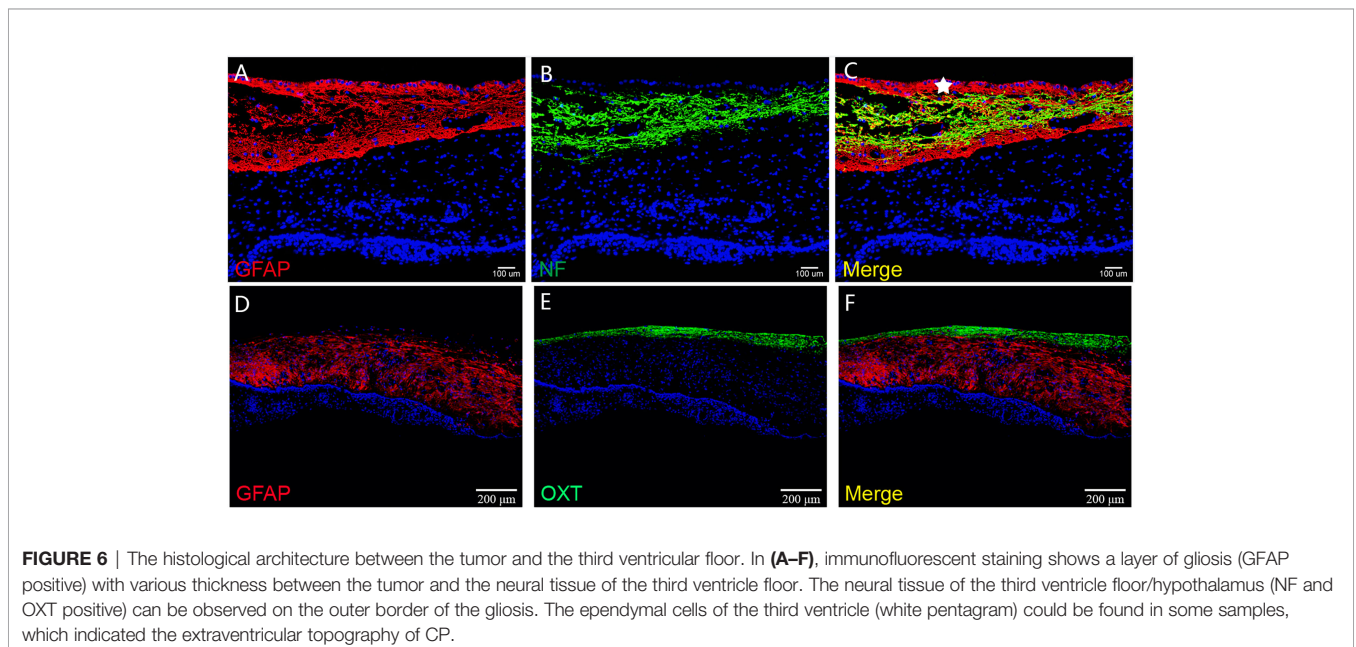 A B C
GFAP 100 um NF 100 um Merge 100 um
D E F
GFAP 200 μm OXT 200 μm Merge 200 μm
FIGURE 6 | The histological architecture between the tumor and the third ventricular floor. In (A–F), immunofluorescent staining shows a layer of gliosis (GFAP
positive) with various thickness between the tumor and the neural tissue of the third ventricle floor. The neural tissue of the third ventricle floor/hypothalamus (NF and
OXT positive) can be observed on the outer border of the gliosis. The ependymal cells of the third ventricle (white pentagram) could be found in some samples,
which indicated the extraventricular topography of CP.